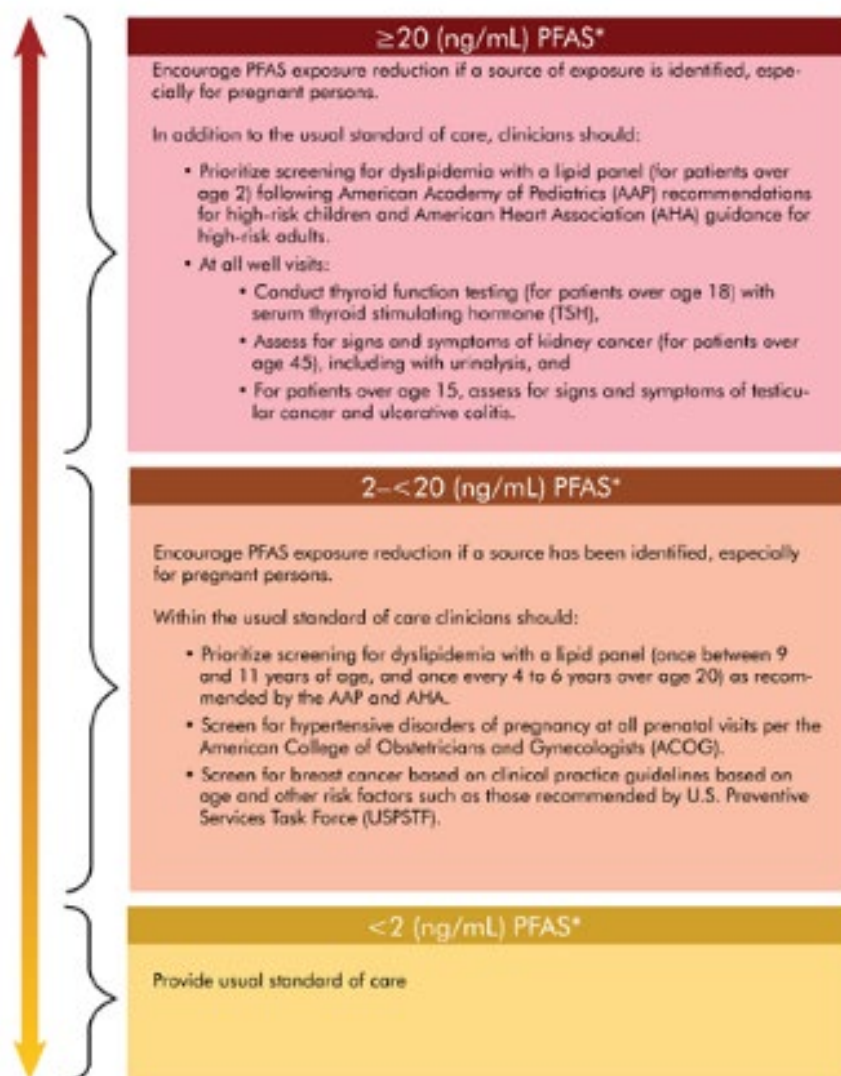 ≥20 (ng/mL) PFAS*
Encourage PFAS exposure reduction if a source of exposure is identified, espe-
cially for pregnant persons.
In addition to the usual standard of care, clinicians should:
• Prioritize screening for dyslipidemia with a lipid panel (for patients over
age 2) following American Academy of Pediatrics (AAP) recommendations
for high-risk children and American Heart Association (AHA) guidance for
high-risk adults.
• At all well visits:
• Conduct thyroid function testing (for patients over age 18) with
serum thyroid stimulating hormone (TSH),
• Assess for signs and symptoms of kidney cancer (for patients over
age 45), including with urinalysis, and
• For patients over age 15, assess for signs and symptoms of testicu-
lar cancer and ulcerative colitis.
2–<20 (ng/mL) PFAS*
Encourage PFAS exposure reduction if a source has been identified, especially
for pregnant persons.
Within the usual standard of care clinicians should:
• Prioritize screening for dyslipidemia with a lipid panel (once between 9
and 11 years of age, and once every 4 to 6 years over age 20) as recom-
mended by the AAP and AHA.
• Screen for hypertensive disorders of pregnancy at all prenatal visits per the
American College of Obstetricians and Gynecologists (ACOG).
• Screen for breast cancer based on clinical practice guidelines based on
age and other risk factors such as those recommended by U.S. Preventive
Services Task Force (USPSTF).
<2 (ng/mL) PFAS*
Provide usual standard of care